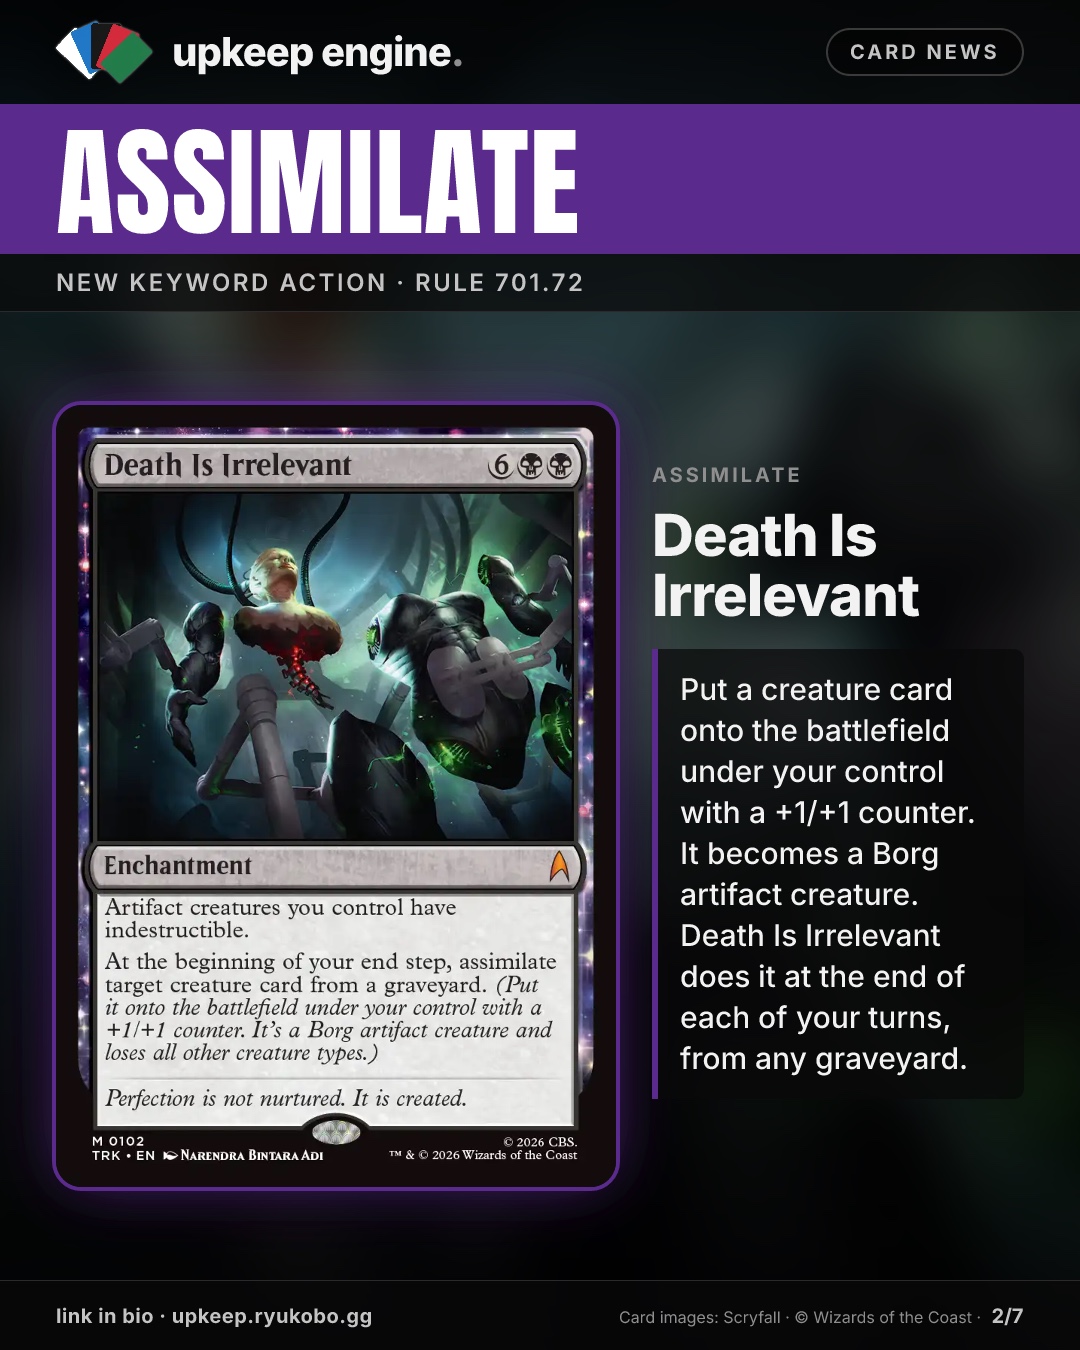 upkeep engine.
CARD NEWS
ASSIMILATE
NEW KEYWORD ACTION · RULE 701.72
Death Is Irrelevant
6
Enchantment
Artifact creatures you control have
indestructible.
At the beginning of your end step, assimilate
target creature card from a graveyard. (Put
it onto the battlefield under your control with a
+1/+1 counter. It's a Borg artifact creature and
loses all other creature types.)
Perfection is not nurtured. It is created.
M 0102
TRK • EN Narendra Bintara Adi
© 2026 CBS.
™ & © 2026 Wizards of the Coast
ASSIMILATE
Death Is
Irrelevant
Put a creature card
onto the battlefield
under your control
with a +1/+1 counter.
It becomes a Borg
artifact creature.
Death Is Irrelevant
does it at the end of
each of your turns,
from any graveyard.
link in bio · upkeep.ryukobo.gg
Card images: Scryfall · © Wizards of the Coast · 2/7